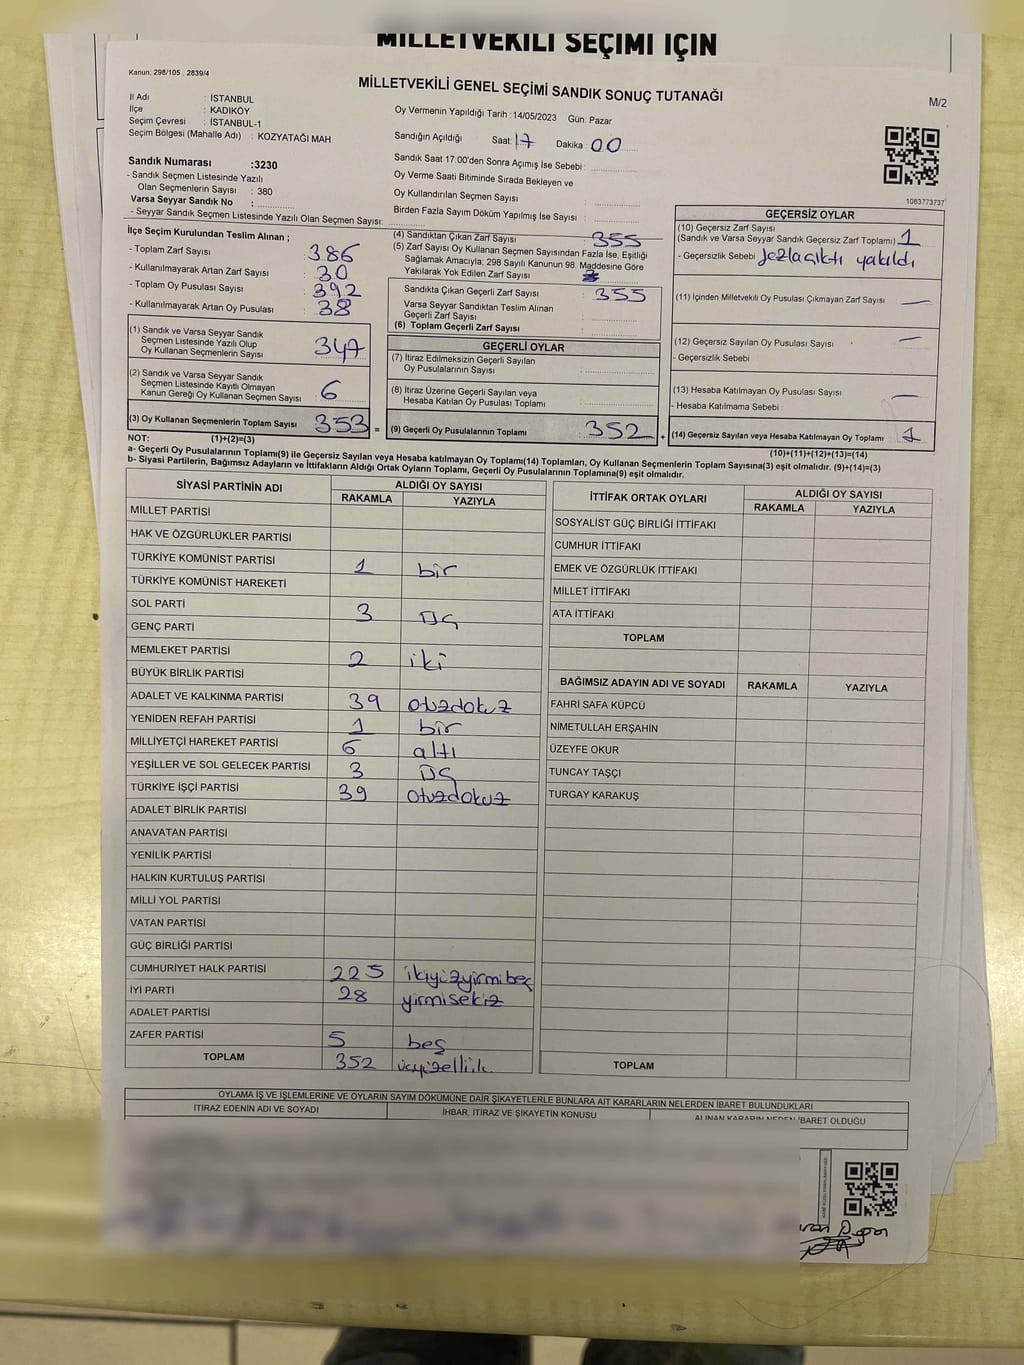 MİLLETVEKİLİ SEÇİMİ İÇİN
Kanun; 298/105 , 2839/4
MİLLETVEKİLİ GENEL SEÇİMİ SANDIK SONUÇ TUTANAĞI
M/2
İl Adı : İSTANBUL
İlçe : KADIKÖY
Seçim Çevresi : İSTANBUL-1
Seçim Bölgesi (Mahalle Adı) : KOZYATAĞI MAH
Sandık Numarası :3230
- Sandık Seçmen Listesinde Yazılı
Olan Seçmenlerin Sayısı : 380
Varsa Seyyar Sandık No :
- Seyyar Sandık Seçmen Listesinde Yazılı Olan Seçmen Sayısı:
Oy Vermenin Yapıldığı Tarih :14/05/2023 Gün: Pazar
Sandığın Açıldığı Saat: 17 Dakika: 00
Sandık Saat 17:00'den Sonra Açımış İse Sebebi :
Oy Verme Saati Bitiminde Sırada Bekleyen ve
Oy Kullandırılan Seçmen Sayısı :
Birden Fazla Sayım Döküm Yapılmış İse Sayısı :
1083773737
İlçe Seçim Kurulundan Teslim Alınan ;
- Toplam Zarf Sayısı : 386
- Kullanılmayarak Artan Zarf Sayısı : 30
- Toplam Oy Pusulası Sayısı : 392
- Kullanılmayarak Artan Oy Pusulası : 38
(1) Sandık ve Varsa Seyyar Sandık
Seçmen Listesinde Yazılı Olup
Oy Kullanan Seçmenlerin Sayısı : 347
(2) Sandık ve Varsa Seyyar Sandık
Seçmen Listesinde Kayıtlı Olmayan
Kanun Gereği Oy Kullanan Seçmen Sayısı : 6
(3) Oy Kullanan Seçmenlerin Toplam Sayısı : 353 =
(4) Sandıktan Çıkan Zarf Sayısı : 355
(5) Zarf Sayısı Oy Kullanan Seçmen Sayısından Fazla İse, Eşitliği
Sağlamak Amacıyla; 298 Sayılı Kanunun 98. Maddesine Göre
Yakılarak Yok Edilen Zarf Sayısı :
Sandıkta Çıkan Geçerli Zarf Sayısı : 355
Varsa Seyyar Sandıktan Teslim Alınan
Geçerli Zarf Sayısı :
(6) Toplam Geçerli Zarf Sayısı :
GEÇERLİ OYLAR
(7) İtiraz Edilmeksizin Geçerli Sayılan
Oy Pusulalarının Sayısı :
(8) İtiraz Üzerine Geçerli Sayılan veya
Hesaba Katılan Oy Pusulası Toplamı :
(9) Geçerli Oy Pusulalarının Toplamı : 352 +
GEÇERSİZ OYLAR
(10) Geçersiz Zarf Sayısı :
(Sandık ve Varsa Seyyar Sandık Geçersiz Zarf Toplamı) 1
- Geçersizlik Sebebi : fazla çıktı yakıldı
(11) İçinden Milletvekili Oy Pusulası Çıkmayan Zarf Sayısı : —
(12) Geçersiz Sayılan Oy Pusulası Sayısı : —
- Geçersizlik Sebebi :
(13) Hesaba Katılmayan Oy Pusulası Sayısı : —
- Hesaba Katılmama Sebebi :
(14) Geçersiz Sayılan veya Hesaba Katılmayan Oy Pusulası Toplamı : 1
NOT: (1)+(2)=(3)
(10)+(11)+(12)+(13)=(14)
a- Geçerli Oy Pusulalarının Toplamı(9) ile Geçersiz Sayılan veya Hesaba katılmayan Oy Pusulası Toplamı(14) Toplamları, Oy Kullanan Seçmenlerin Toplam Sayısına(3) eşit olmalıdır. (9)+(14)=(3)
b- Siyasi Partilerin, Bağımsız Adayların ve İttifakların Aldığı Ortak Oyların Toplamı, Geçerli Oy Pusulalarının Toplamına(9) eşit olmalıdır.
SİYASİ PARTİNİN ADI ALDIĞI OY SAYISI
RAKAMLA YAZIYLA
MİLLET PARTİSİ
HAK VE ÖZGÜRLÜKLER PARTİSİ
TÜRKİYE KOMÜNİST PARTİSİ 1 bir
TÜRKİYE KOMÜNİST HAREKETİ
SOL PARTİ 3 üç
GENÇ PARTİ
MEMLEKET PARTİSİ 2 iki
BÜYÜK BİRLİK PARTİSİ
ADALET VE KALKINMA PARTİSİ 39 otuzdokuz
YENİDEN REFAH PARTİSİ 1 bir
MİLLİYETÇİ HAREKET PARTİSİ 6 altı
YEŞİLLER VE SOL GELECEK PARTİSİ 3 üç
TÜRKİYE İŞÇİ PARTİSİ 39 otuzdokuz
ADALET BİRLİK PARTİSİ
ANAVATAN PARTİSİ
YENİLİK PARTİSİ
HALKIN KURTULUŞ PARTİSİ
MİLLİ YOL PARTİSİ
VATAN PARTİSİ
GÜÇ BİRLİĞİ PARTİSİ
CUMHURİYET HALK PARTİSİ 225 ikiyüzyirmibeş
İYİ PARTİ 28 yirmisekiz
ADALET PARTİSİ
ZAFER PARTİSİ 5 beş
TOPLAM 352 üçyüzelliik
İTTİFAK ORTAK OYLARI ALDIĞI OY SAYISI
RAKAMLA YAZIYLA
SOSYALİST GÜÇ BİRLİĞİ İTTİFAKI
CUMHUR İTTİFAKI
EMEK VE ÖZGÜRLÜK İTTİFAKI
MİLLET İTTİFAKI
ATA İTTİFAKI
TOPLAM
BAĞIMSIZ ADAYIN ADI VE SOYADI RAKAMLA YAZIYLA
FAHRİ SAFA KÜPCÜ
NİMETULLAH ERŞAHİN
ÜZEYFE OKUR
TUNCAY TAŞÇI
TURGAY KARAKUŞ
TOPLAM
OYLAMA İŞ VE İŞLEMLERİNE VE OYLARIN SAYIM DÖKÜMÜNE DAİR ŞİKAYETLERLE BUNLARA AİT KARARLARIN NELERDEN İBARET BULUNDUKLARI
İTİRAZ EDENİN ADI VE SOYADI İHBAR, İTİRAZ VE ŞİKAYETİN KONUSU ALINAN KARARIN NEDEN İBARET OLDUĞU